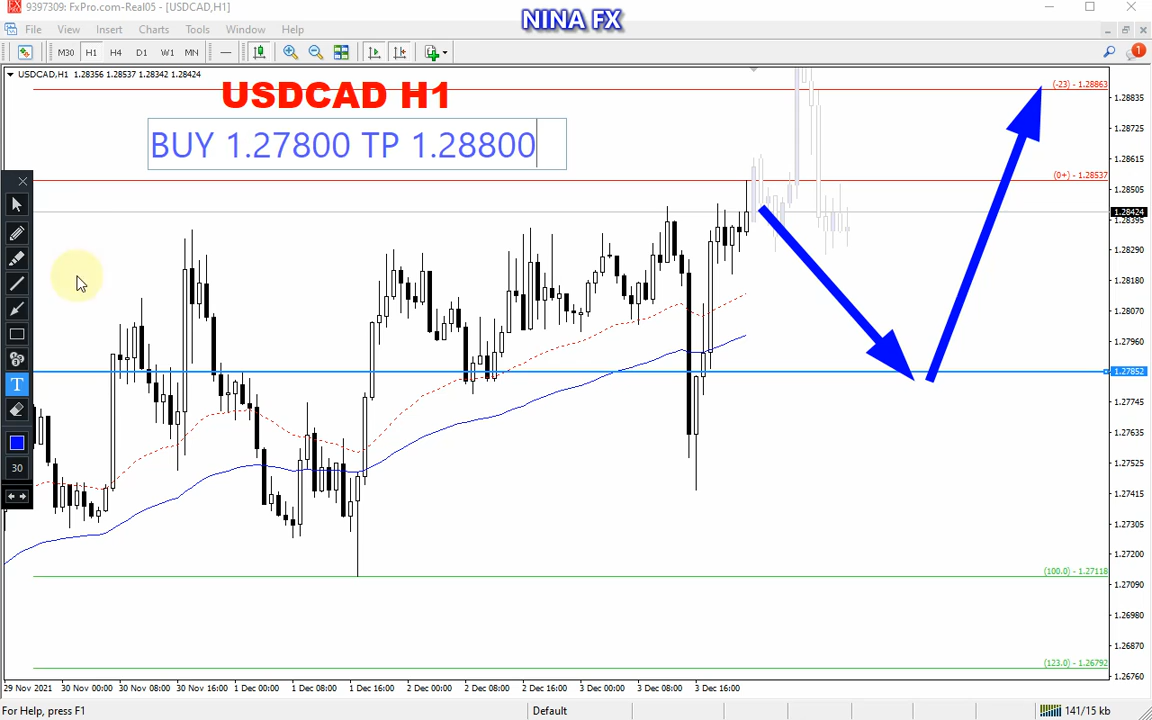 9397309: FxPro.com-Real05 - [USDCAD,H1]
NINA FX
File View Insert Charts Tools Window Help
M30 H1 H4 D1 W1 MN
1
USDCAD,H1 1.28356 1.28537 1.28342 1.28424
USDCAD H1
BUY 1.27800 TP 1.28800
(-23) - 1.28863
1.28835
1.28725
1.28615
(0+) - 1.28537
1.28505
1.28424
1.28395
1.28290
1.28180
1.28070
1.27960
1.27852
1.27745
1.27635
1.27525
1.27415
1.27305
1.27200
(100.0) - 1.27118
1.27090
1.26980
1.26870
(123.0) - 1.26792
1.26760
T
30
29 Nov 2021 30 Nov 00:00 30 Nov 08:00 30 Nov 16:00 1 Dec 00:00 1 Dec 08:00 1 Dec 16:00 2 Dec 00:00 2 Dec 08:00 2 Dec 16:00 3 Dec 00:00 3 Dec 08:00 3 Dec 16:00
For Help, press F1 Default 141/15 kb